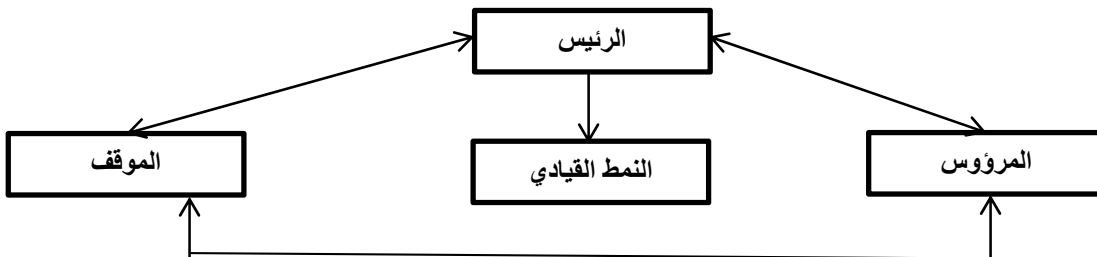 الرئيس
المرؤوس
النمط القيادي
الموقف